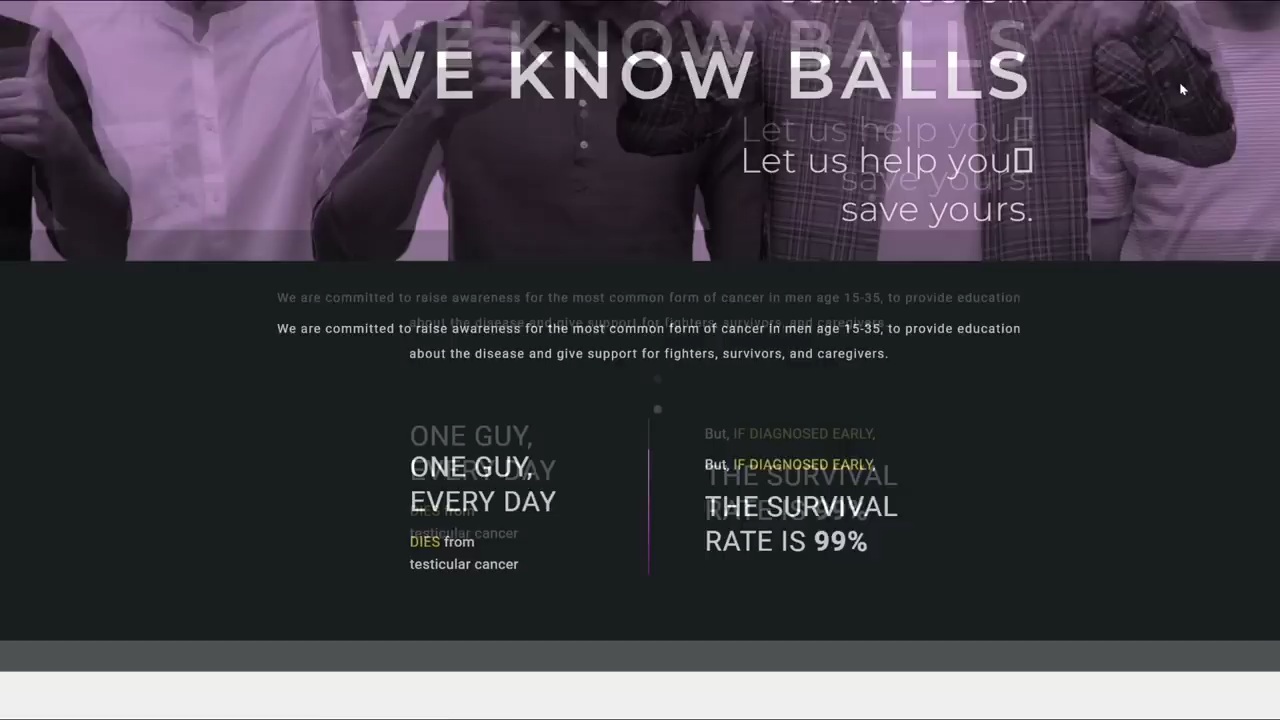 WE KNOW BALLS
Let us help you
save yours.
We are committed to raise awareness for the most common form of cancer in men age 15-35, to provide education
about the disease and give support for fighters, survivors, and caregivers.
ONE GUY,
EVERY DAY
DIES from
testicular cancer
But, IF DIAGNOSED EARLY,
THE SURVIVAL
RATE IS 99%